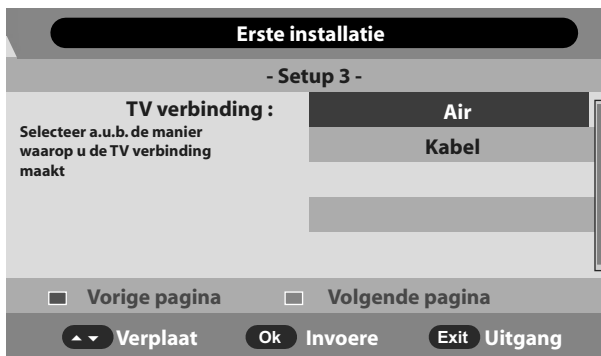 Erste installatie
- Setup 3 -
TV verbinding :
Selecteer a.u.b. de manier
waarop u de TV verbinding
maakt
Air
Kabel
Vorige pagina Volgende pagina
Verplaat Ok Invoere Exit Uitgang